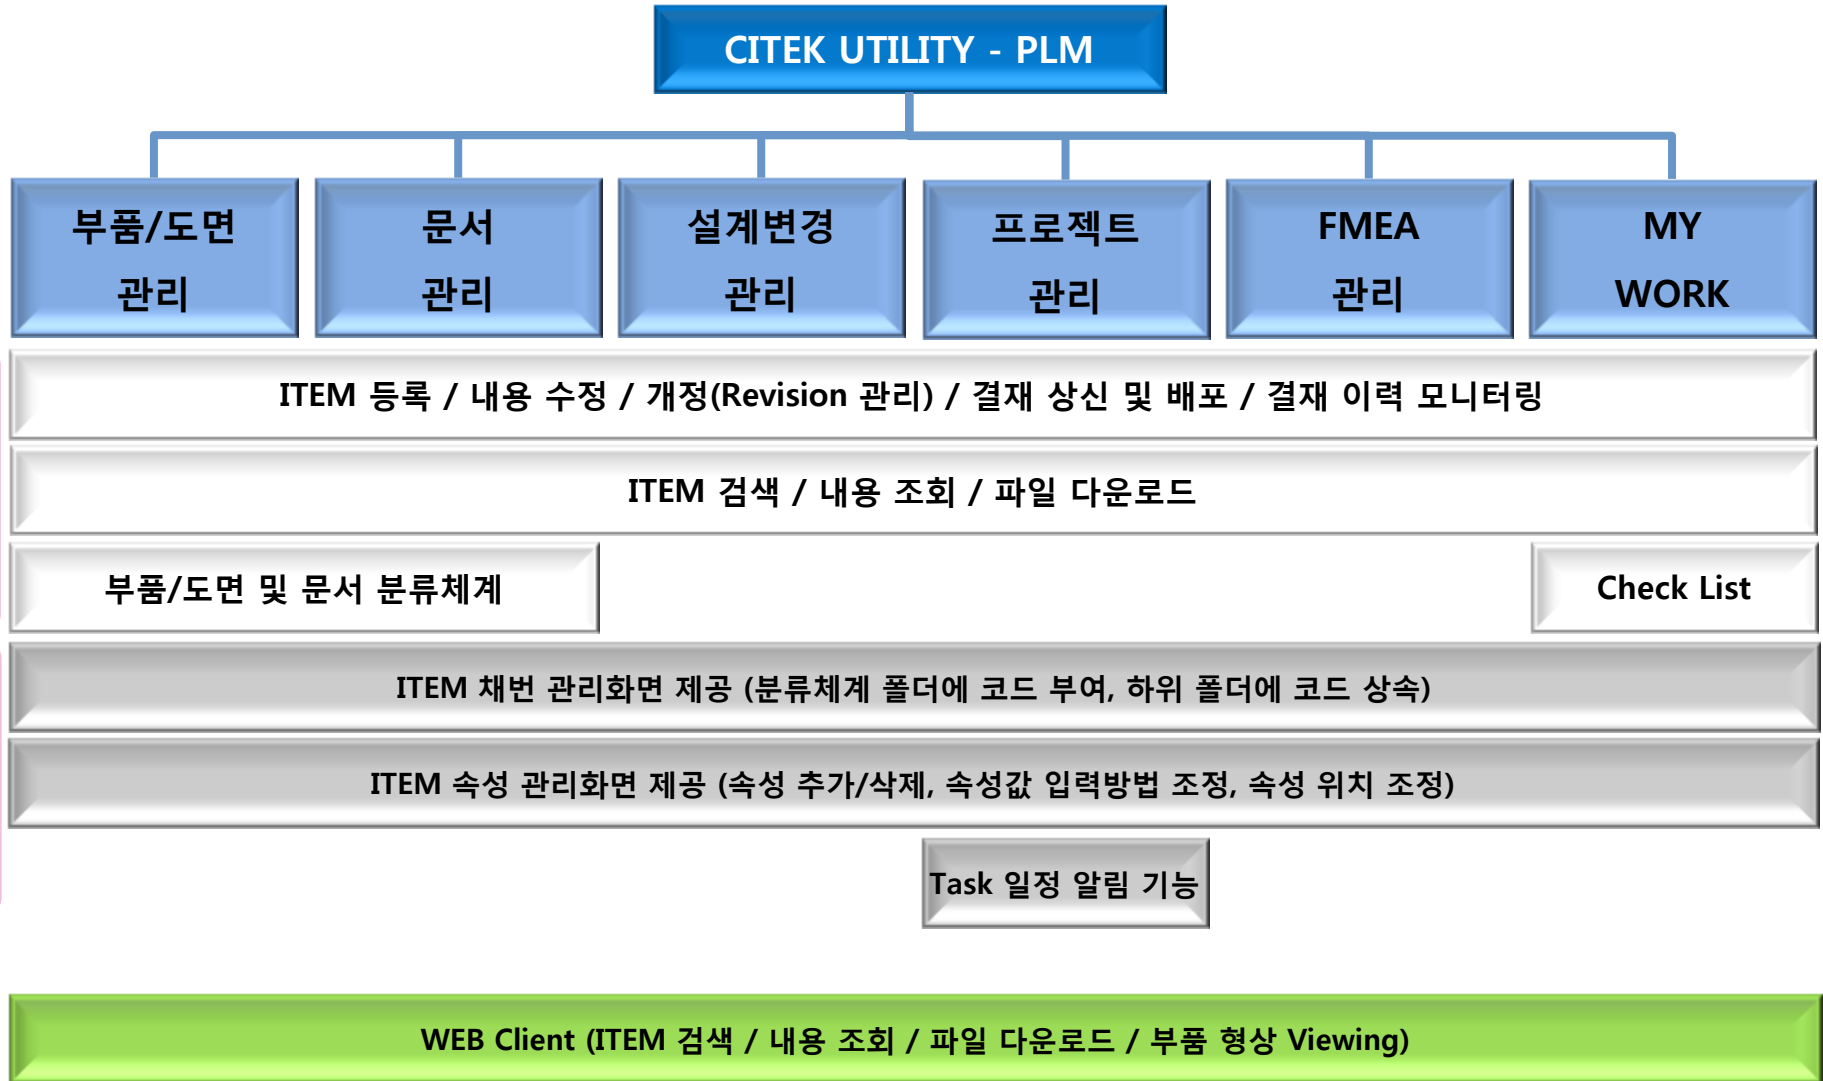 CITEK UTILITY - PLM
부품/도면
관리
문서
관리
설계변경
관리
프로젝트
관리
FMEA
관리
MY
WORK
ITEM 등록 / 내용 수정 / 개정(Revision 관리) / 결재 상신 및 배포 / 결재 이력 모니터링
ITEM 검색 / 내용 조회 / 파일 다운로드
부품/도면 및 문서 분류체계
Check List
ITEM 채번 관리화면 제공 (분류체계 폴더에 코드 부여, 하위 폴더에 코드 상속)
ITEM 속성 관리화면 제공 (속성 추가/삭제, 속성값 입력방법 조정, 속성 위치 조정)
Task 일정 알림 기능
WEB Client (ITEM 검색 / 내용 조회 / 파일 다운로드 / 부품 형상 Viewing)